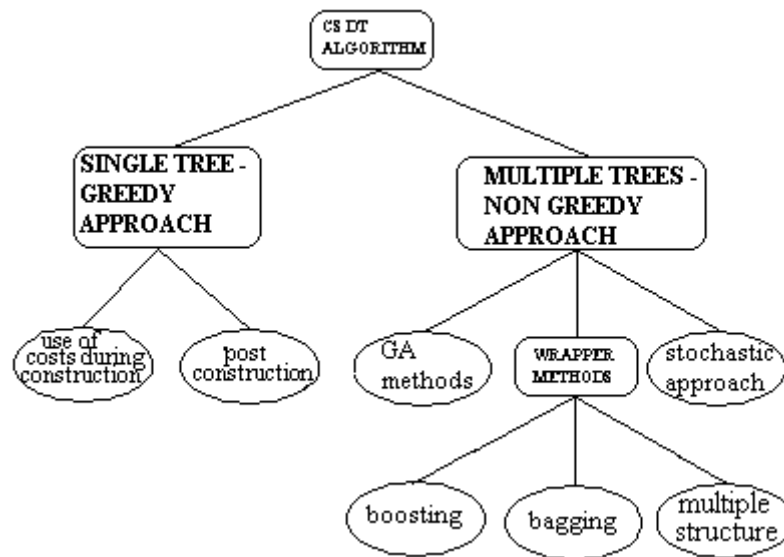 CS DT
ALGORITHM
SINGLE TREE -
GREEDY
APPROACH
MULTIPLE TREES -
NON GREEDY
APPROACH
use of
costs during
construction
post
construction
GA
methods
WRAPPER
METHODS
stochastic
approach
boosting
bagging
multiple
structure